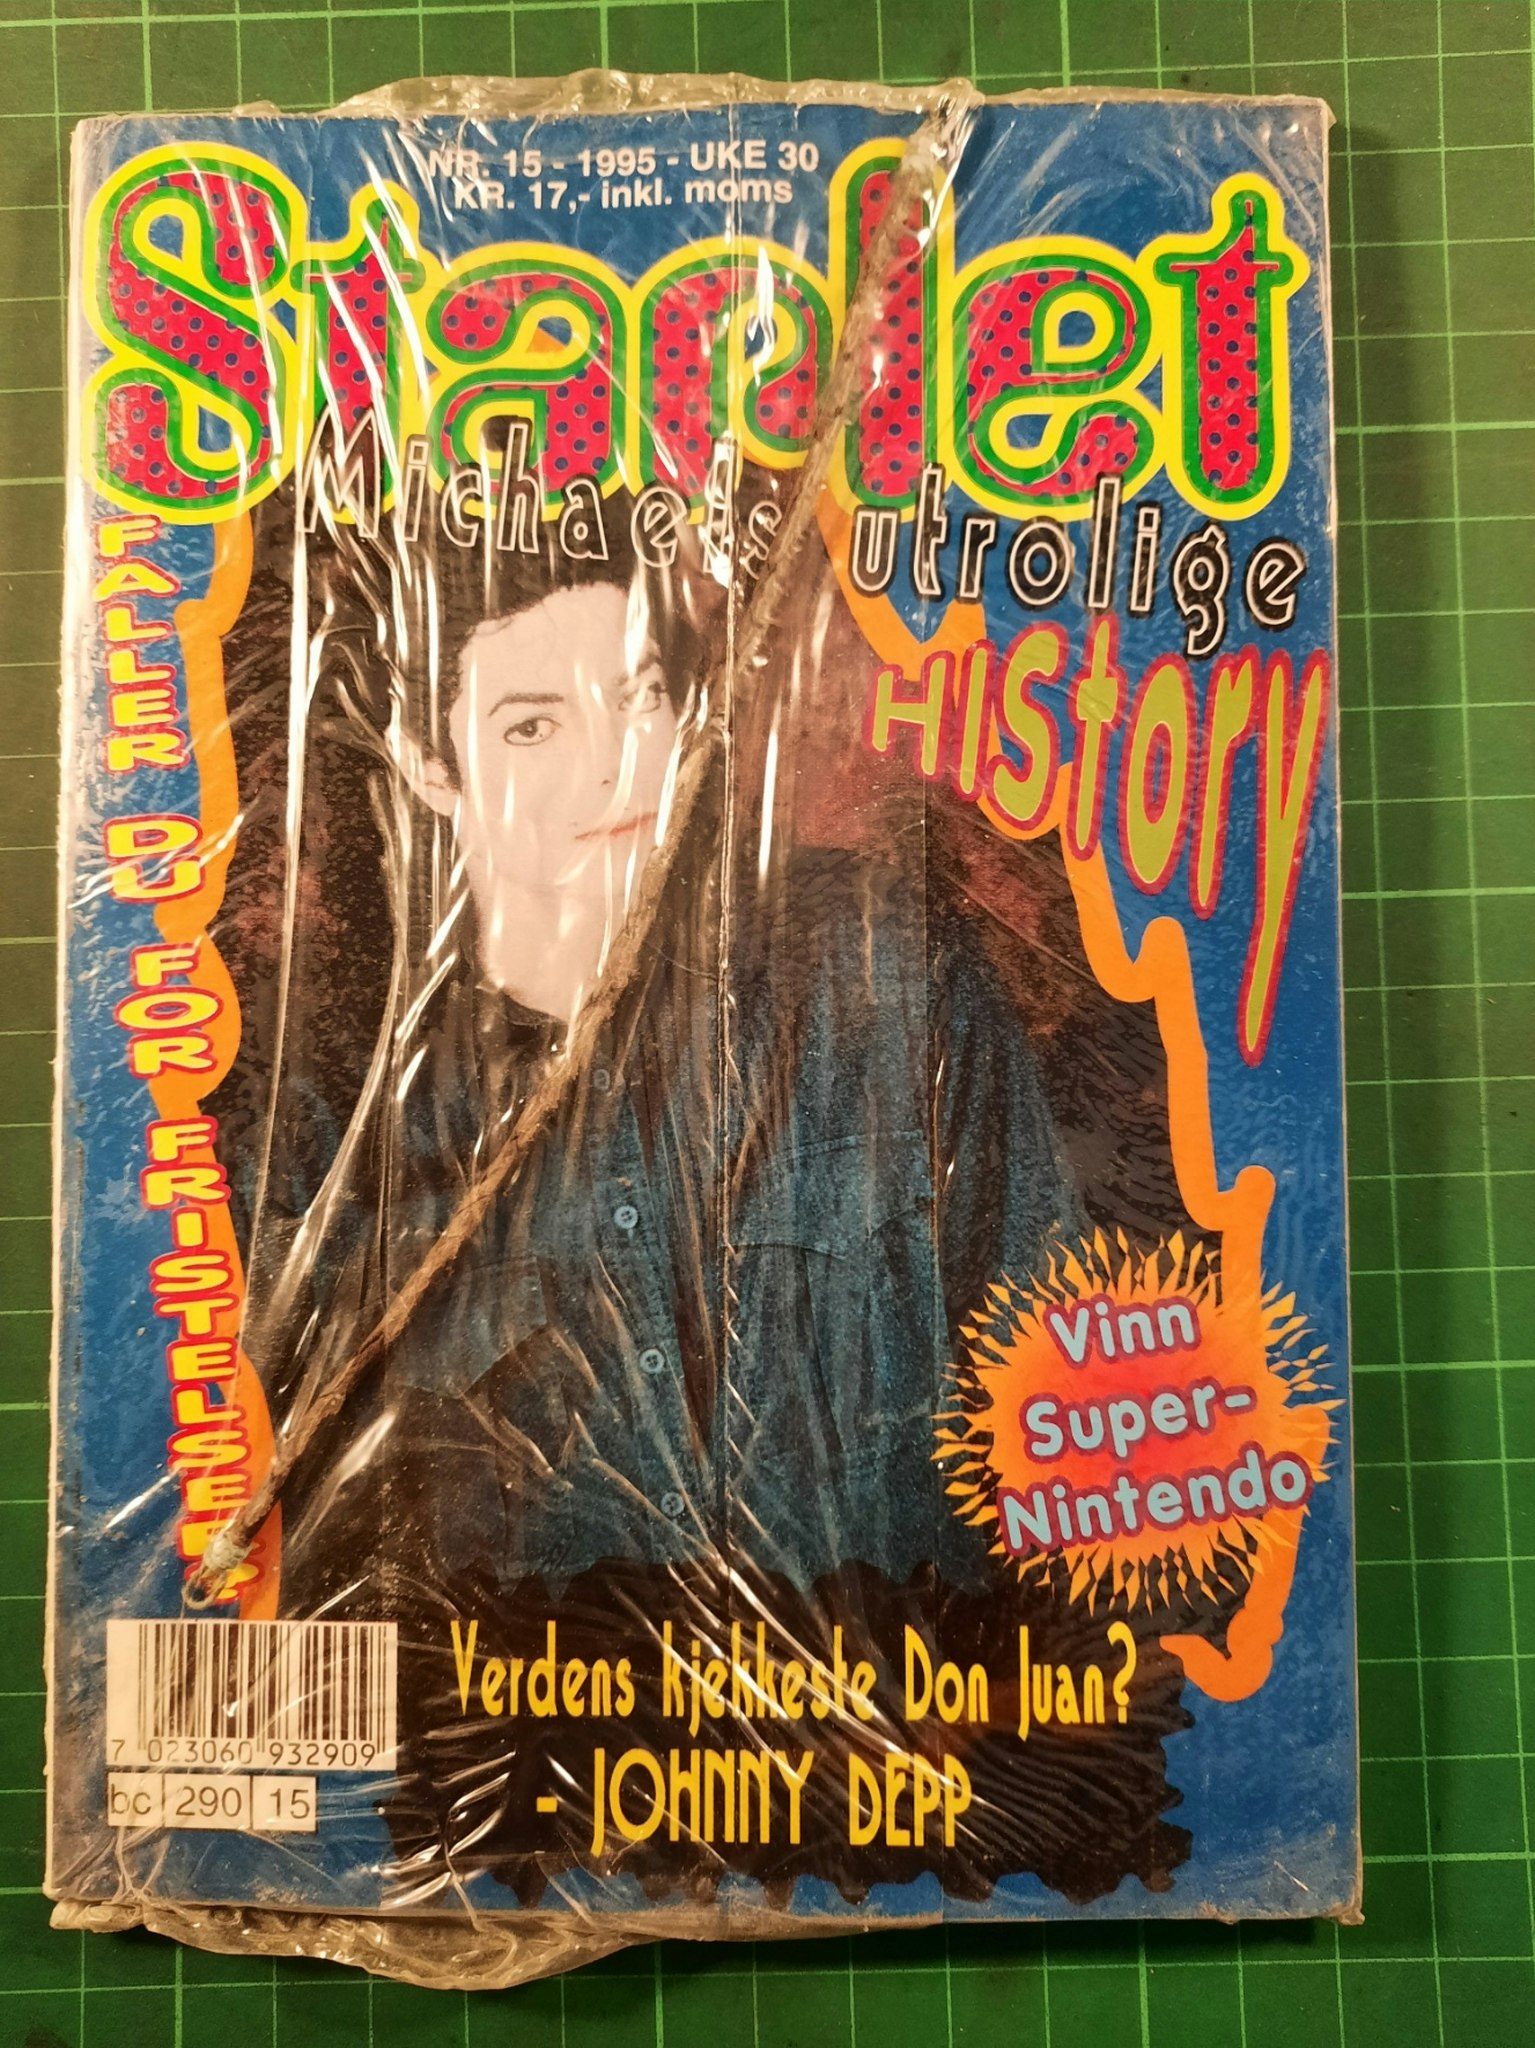 NR. 15 - 1995 - UKE 30
KR. 17,- inkl. moms
Starlet
Michaels utrolige
HIStory
FALLER DU FOR FRISTELSER?
Vinn
Super-
Nintendo
Verdens kjekkeste Don Juan?
- JOHNNY DEPP
7 023060 932909
bc 290 15